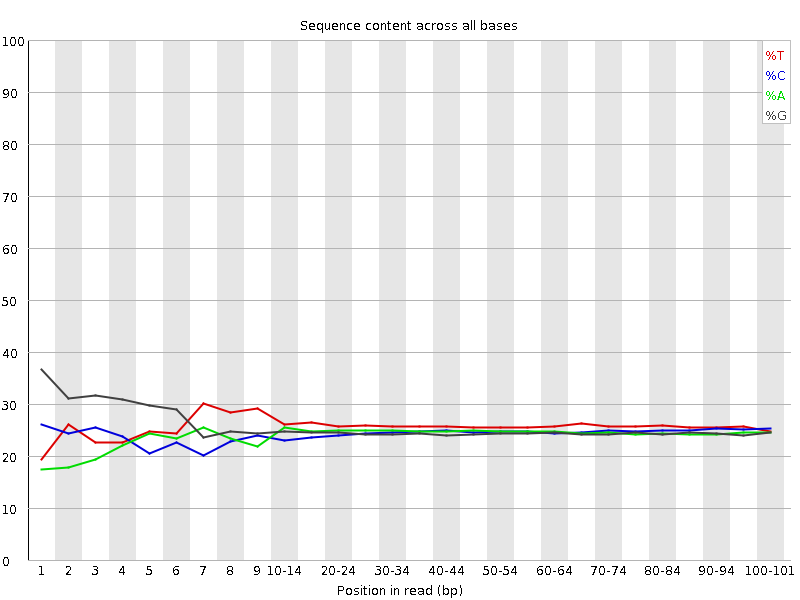 Sequence content across all bases
100
90
80
70
60
50
40
30
20
10
0
%T
%C
%A
%G
1 2 3 4 5 6 7 8 9 10-14 20-24 30-34 40-44 50-54 60-64 70-74 80-84 90-94 100-101
Position in read (bp)